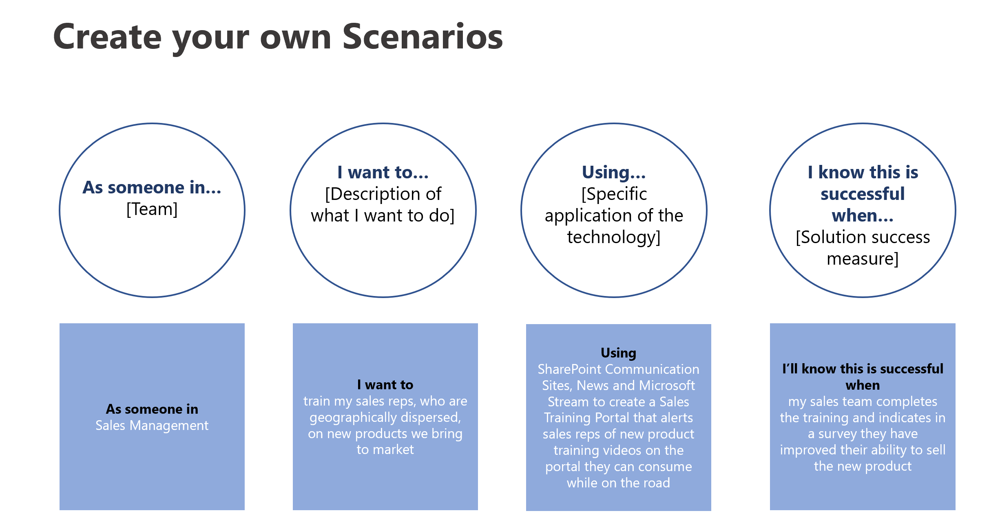 Create your own Scenarios
As someone in...
[Team]
I want to...
[Description of
what I want to do]
Using...
[Specific
application of the
technology]
I know this is
successful
when...
[Solution success
measure]
As someone in
Sales Management
I want to
train my sales reps, who are
geographically dispersed,
on new products we bring
to market
Using
SharePoint Communication
Sites, News and Microsoft
Stream to create a Sales
Training Portal that alerts
sales reps of new product
training videos on the
portal they can consume
while on the road
I’ll know this is successful
when
my sales team completes
the training and indicates in
a survey they have
improved their ability to sell
the new product